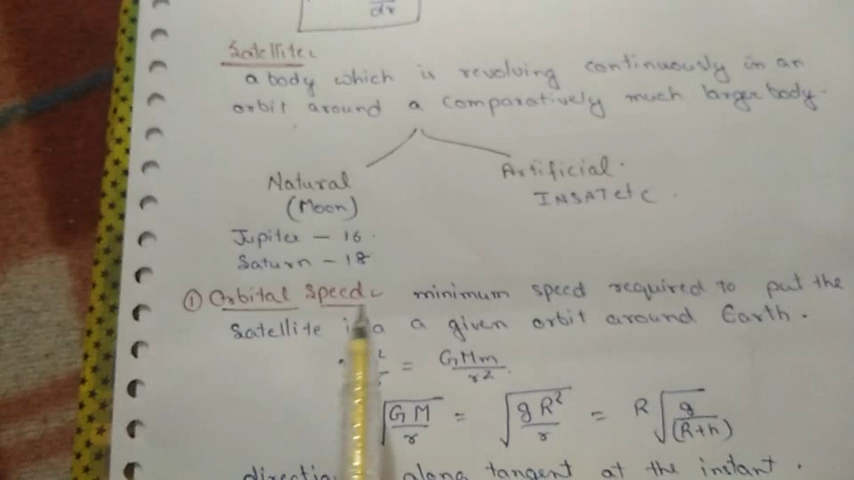 dr
Satellite:
a body which is revolving continuously in an
orbit around a comparatively much larger body.
Natural
(Moon)
Jupiter – 16
Saturn – 18
Artificial.
INSAT etc.
① Orbital Speed: minimum speed required to put the
satellite a given orbit around Earth.
= GMm/r²
√(GM/r) = √(gR²/r) = R√(g/(R+h))
along tangent at the instant.